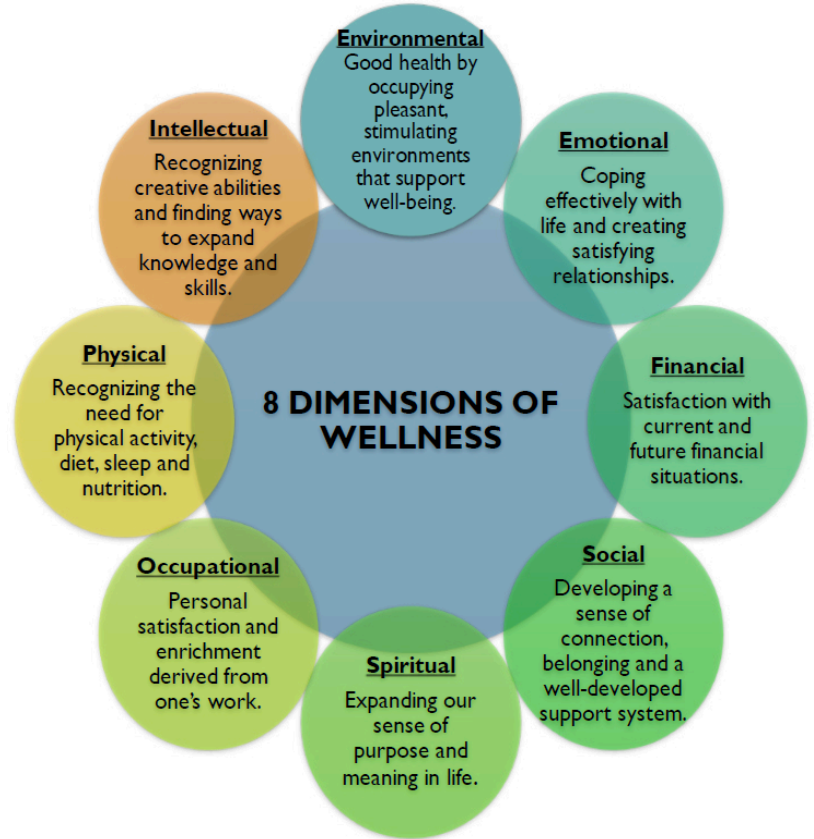 Environmental
Good health by
occupying
pleasant,
stimulating
environments
that support
well-being.
Emotional
Coping
effectively with
life and creating
satisfying
relationships.
Financial
Satisfaction with
current and
future financial
situations.
Social
Developing a
sense of
connection,
belonging and a
well-developed
support system.
Spiritual
Expanding our
sense of
purpose and
meaning in life.
Occupational
Personal
satisfaction and
enrichment
derived from
one's work.
Physical
Recognizing the
need for
physical activity,
diet, sleep and
nutrition.
Intellectual
Recognizing
creative abilities
and finding ways
to expand
knowledge and
skills.
8 DIMENSIONS OF
WELLNESS